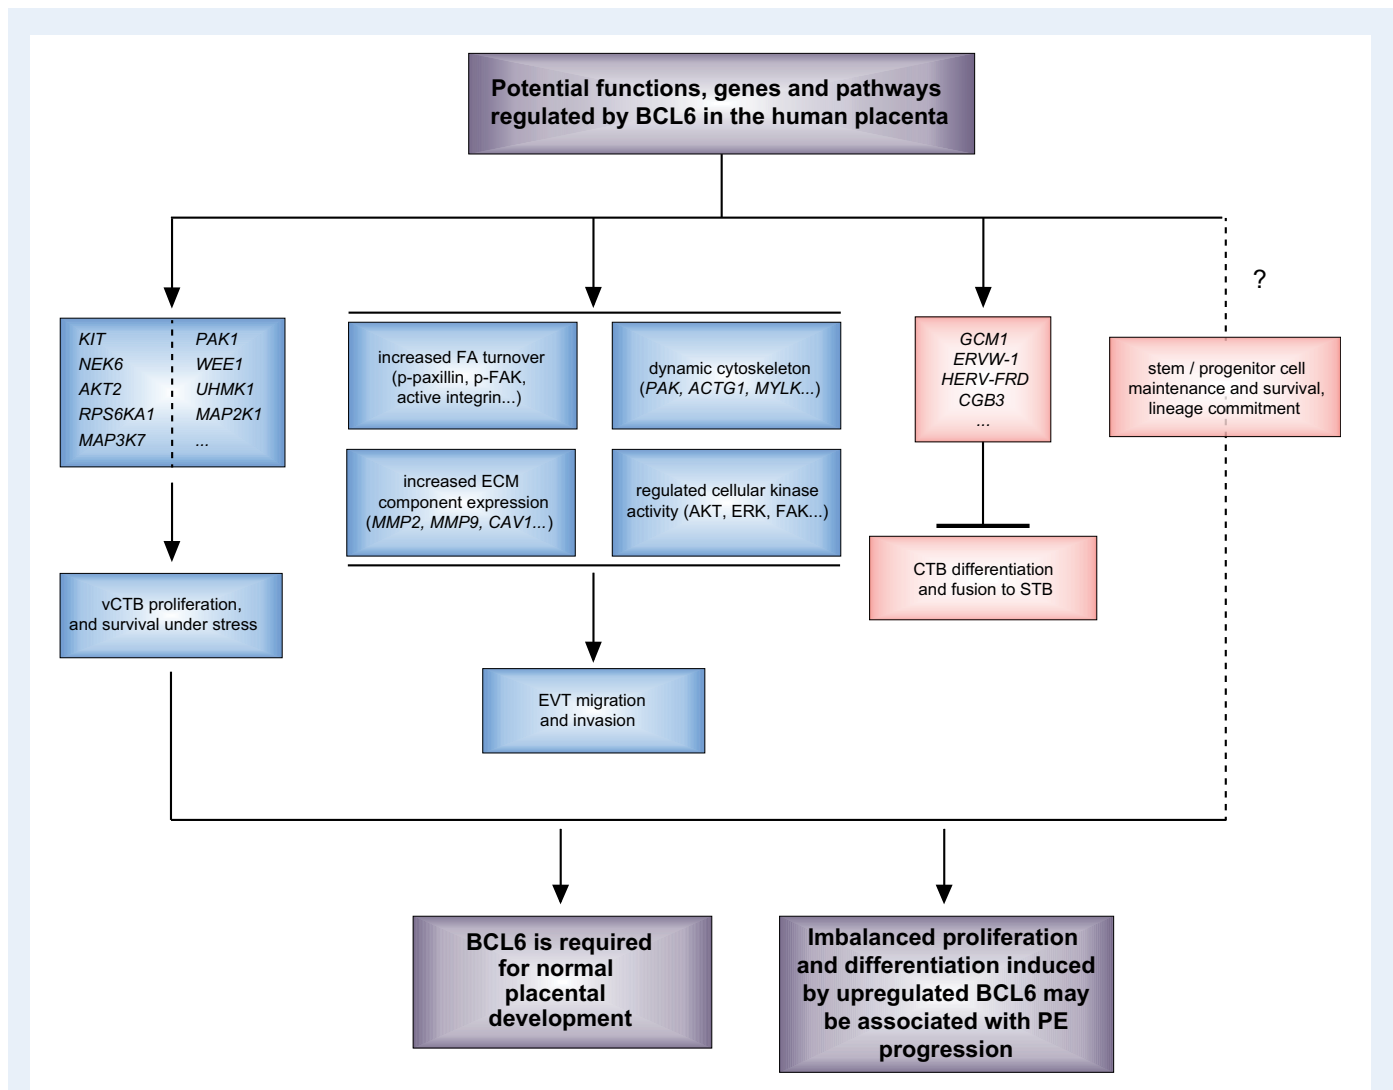 Potential functions, genes and pathways
regulated by BCL6 in the human placenta
?
KIT
NEK6
AKT2
RPS6KA1
MAP3K7
PAK1
WEE1
UHMK1
MAP2K1
...
increased FA turnover
(p-paxillin, p-FAK,
active integrin...)
dynamic cytoskeleton
(PAK, ACTG1, MYLK...)
increased ECM
component expression
(MMP2, MMP9, CAV1...)
regulated cellular kinase
activity (AKT, ERK, FAK...)
GCM1
ERVW-1
HERV-FRD
CGB3
...
stem / progenitor cell
maintenance and survival,
lineage commitment
vCTB proliferation,
and survival under stress
CTB differentiation
and fusion to STB
EVT migration
and invasion
BCL6 is required
for normal
placental
development
Imbalanced proliferation
and differentiation induced
by upregulated BCL6 may
be associated with PE
progression